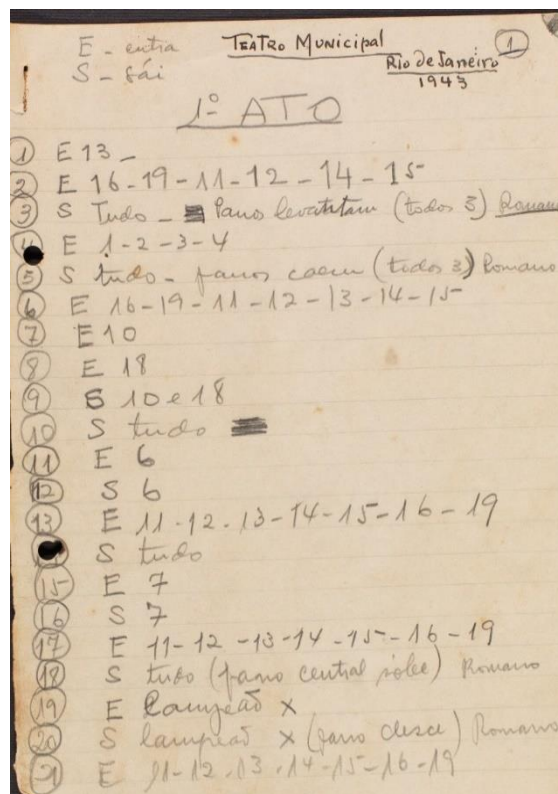 E - entra TEATRO MUNICIPAL 1
S - sái Rio de Janeiro
1943
1º ATO
1 E 13 -
2 E 16-19-11-12-14-15
3 S Tudo - Panos levantam (todos 3) Romano
4 E 1-2-3-4
5 S tudo - panos caem (todos 3) Romano
6 E 16-19-11-12-13-14-15
7 E 10
8 E 18
9 S 10 e 18
10 S tudo
11 E 6
12 S 6
13 E 11-12-13-14-15-16-19
S tudo
15 E 7
16 S 7
17 E 11-12-13-14-15-16-19
18 S tudo (pano central sobe) Romano
19 E Lampeão X
20 S lampeão X (pano desce) Romano
21 E 11-12-13-14-15-16-19